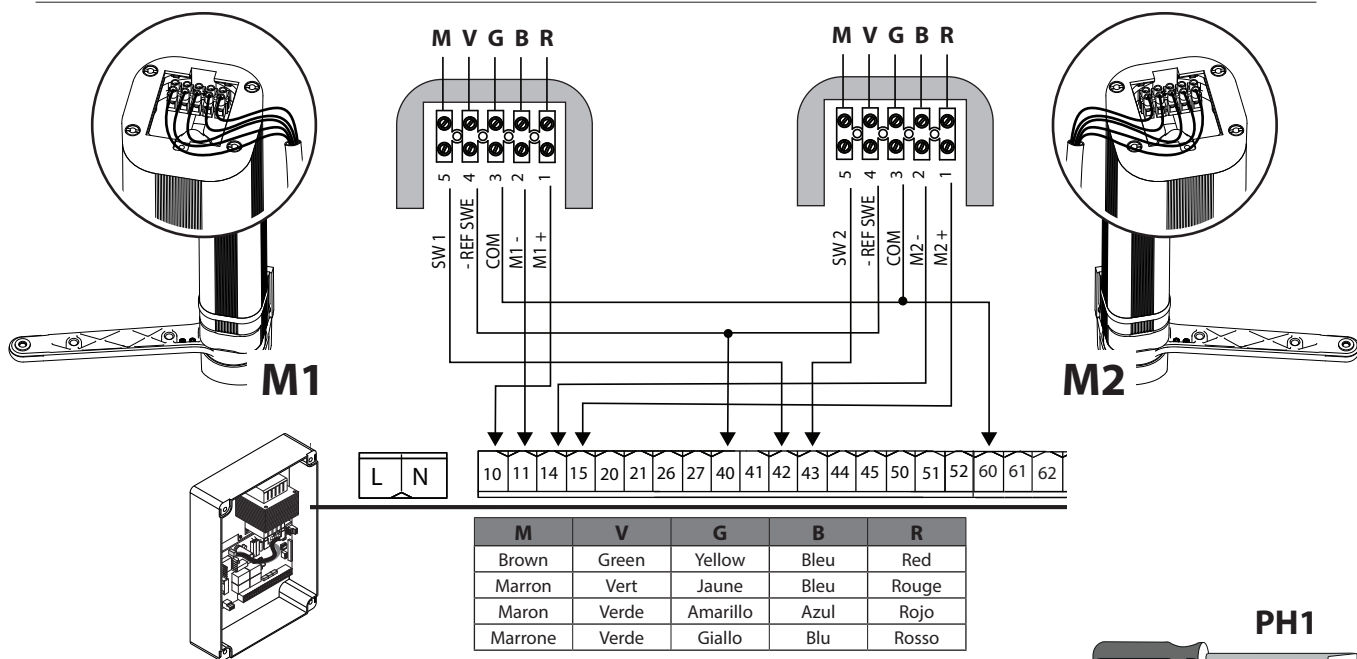 M V G B R
M V G B R
5 4 3 2 1
5 4 3 2 1
SW 1
- REF SWE
COM
M1 -
M1 +
SW 2
- REF SWE
COM
M2 -
M2 +
M1
M2
L N
10 11 14 15 20 21 26 27 40 41 42 43 44 45 50 51 52 60 61 62
M V G B R
Brown Green Yellow Bleu Red
Marron Vert Jaune Bleu Rouge
Maron Verde Amarillo Azul Rojo
Marrone Verde Giallo Blu Rosso
PH1